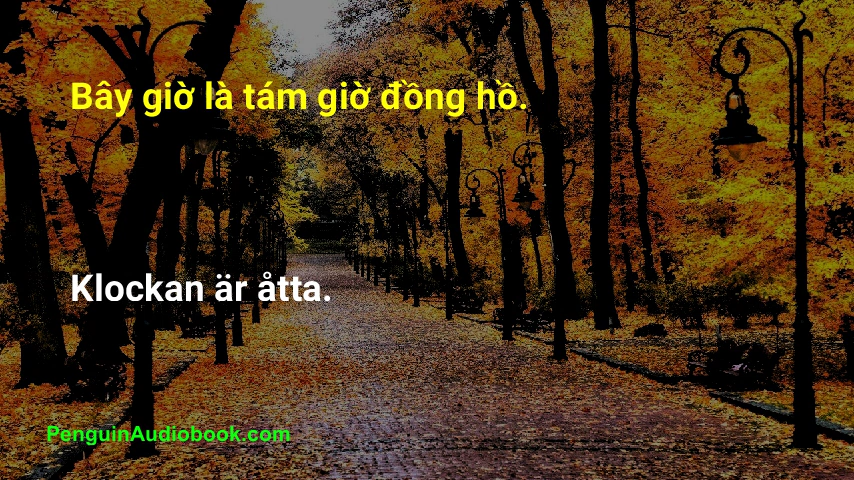 Bây giờ là tám giờ đồng hồ.
Klockan är åtta.
PenguinAudiobook.com